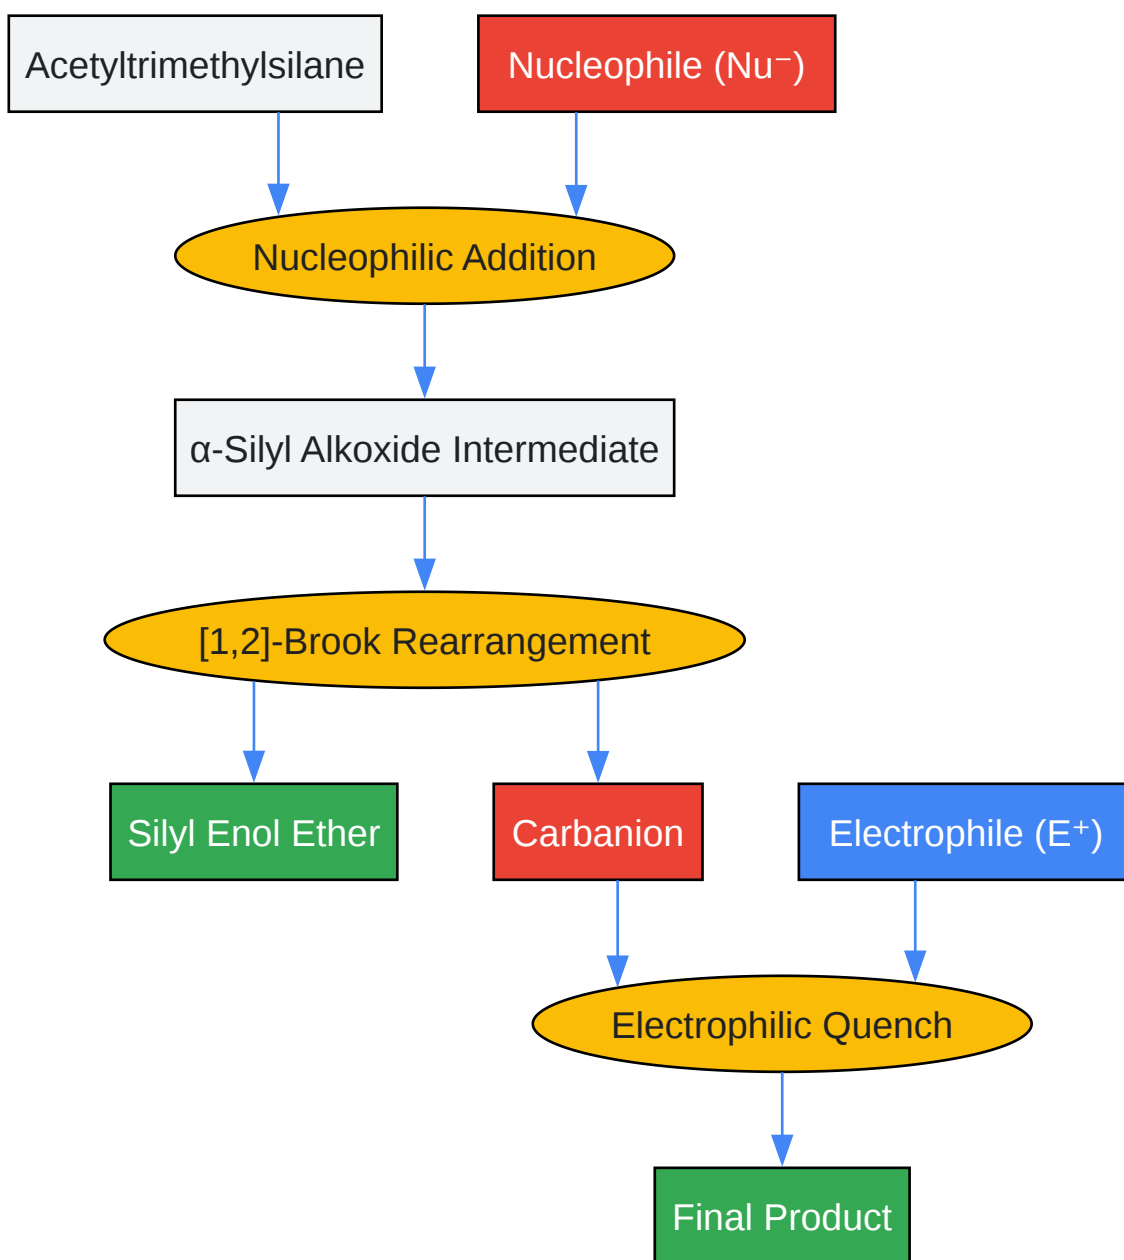 Acetyltrimethylsilane
Nucleophile (Nu⁻)
Nucleophilic Addition
α-Silyl Alkoxide Intermediate
[1,2]-Brook Rearrangement
Silyl Enol Ether
Carbanion
Electrophile (E⁺)
Electrophilic Quench
Final Product